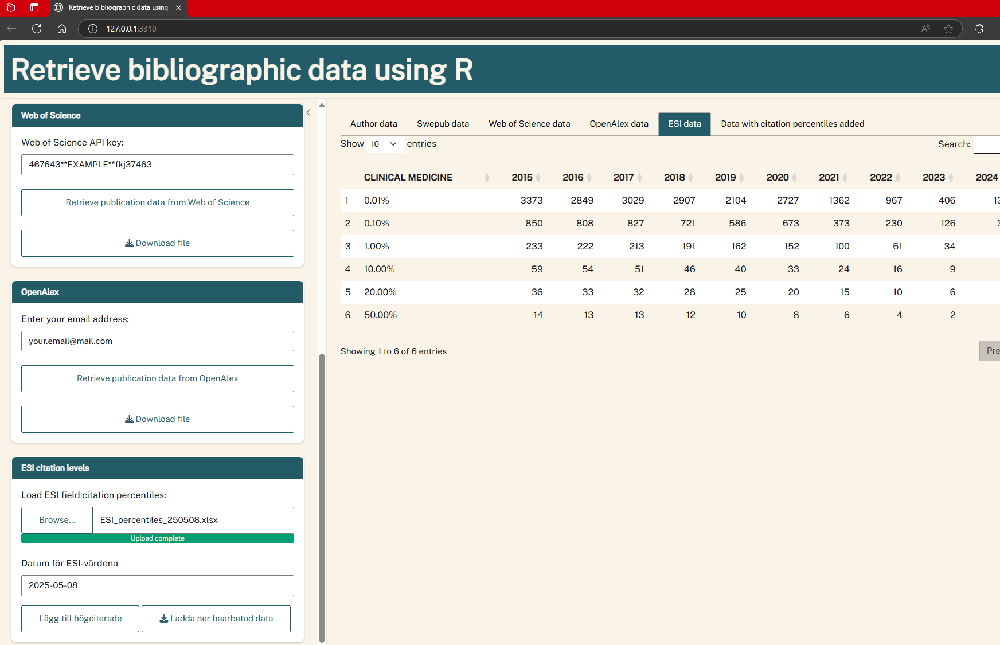 Retrieve bibliographic data using
127.0.0.1:3310
Retrieve bibliographic data using R
Web of Science
Web of Science API key:
467643**EXAMPLE**fkj37463
Retrieve publication data from Web of Science
Download file
OpenAlex
Enter your email address:
your.email@mail.com
Retrieve publication data from OpenAlex
Download file
ESI citation levels
Load ESI field citation percentiles:
Browse... ESI_percentiles_250508.xlsx
Upload complete
Datum för ESI-värdena
2025-05-08
Lägg till högciterade Ladda ner bearbetad data
Author data Swepub data Web of Science data OpenAlex data ESI data Data with citation percentiles added
Show 10 entries Search:
CLINICAL MEDICINE 2015 2016 2017 2018 2019 2020 2021 2022 2023 2024
1 0.01% 3373 2849 3029 2907 2104 2727 1362 967 406
2 0.10% 850 808 827 721 586 673 373 230 126
3 1.00% 233 222 213 191 162 152 100 61 34
4 10.00% 59 54 51 46 40 33 24 16 9
5 20.00% 36 33 32 28 25 20 15 10 6
6 50.00% 14 13 13 12 10 8 6 4 2
Showing 1 to 6 of 6 entries Pre